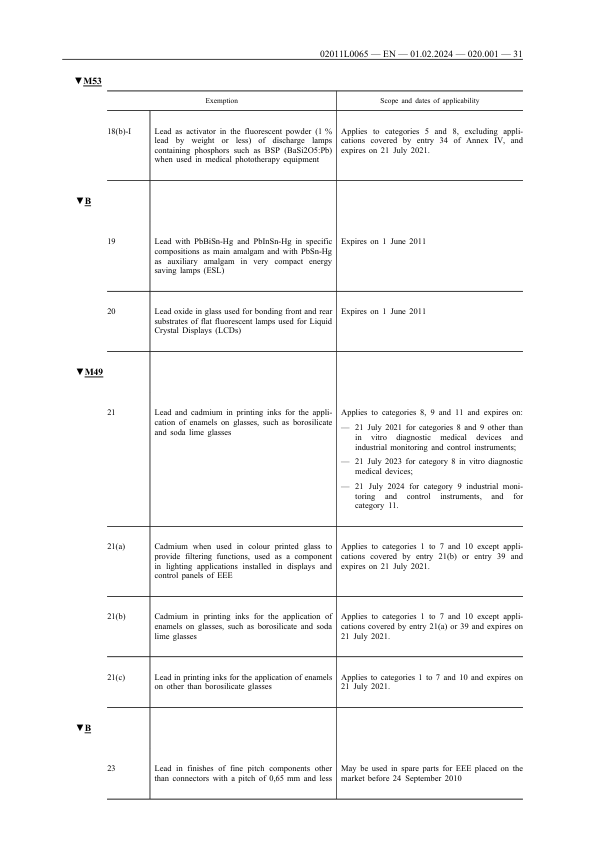 02011L0065 — EN — 01.02.2024 — 020.001 — 31
▼M53
Exemption
Scope and dates of applicability
18(b)-I
Lead as activator in the fluorescent powder (1 %
lead by weight or less) of discharge lamps
containing phosphors such as BSP (BaSi2O5:Pb)
when used in medical phototherapy equipment
Applies to categories 5 and 8, excluding appli-
cations covered by entry 34 of Annex IV, and
expires on 21 July 2021.
▼B
19
Lead with PbBiSn-Hg and PbInSn-Hg in specific
compositions as main amalgam and with PbSn-Hg
as auxiliary amalgam in very compact energy
saving lamps (ESL)
Expires on 1 June 2011
20
Lead oxide in glass used for bonding front and rear
substrates of flat fluorescent lamps used for Liquid
Crystal Displays (LCDs)
Expires on 1 June 2011
▼M49
21
Lead and cadmium in printing inks for the appli-
cation of enamels on glasses, such as borosilicate
and soda lime glasses
Applies to categories 8, 9 and 11 and expires on:
— 21 July 2021 for categories 8 and 9 other than
in vitro diagnostic medical devices and
industrial monitoring and control instruments;
— 21 July 2023 for category 8 in vitro diagnostic
medical devices;
— 21 July 2024 for category 9 industrial moni-
toring and control instruments, and for
category 11.
21(a)
Cadmium when used in colour printed glass to
provide filtering functions, used as a component
in lighting applications installed in displays and
control panels of EEE
Applies to categories 1 to 7 and 10 except appli-
cations covered by entry 21(b) or entry 39 and
expires on 21 July 2021.
21(b)
Cadmium in printing inks for the application of
enamels on glasses, such as borosilicate and soda
lime glasses
Applies to categories 1 to 7 and 10 except appli-
cations covered by entry 21(a) or 39 and expires on
21 July 2021.
21(c)
Lead in printing inks for the application of enamels
on other than borosilicate glasses
Applies to categories 1 to 7 and 10 and expires on
21 July 2021.
▼B
23
Lead in finishes of fine pitch components other
than connectors with a pitch of 0,65 mm and less
May be used in spare parts for EEE placed on the
market before 24 September 2010